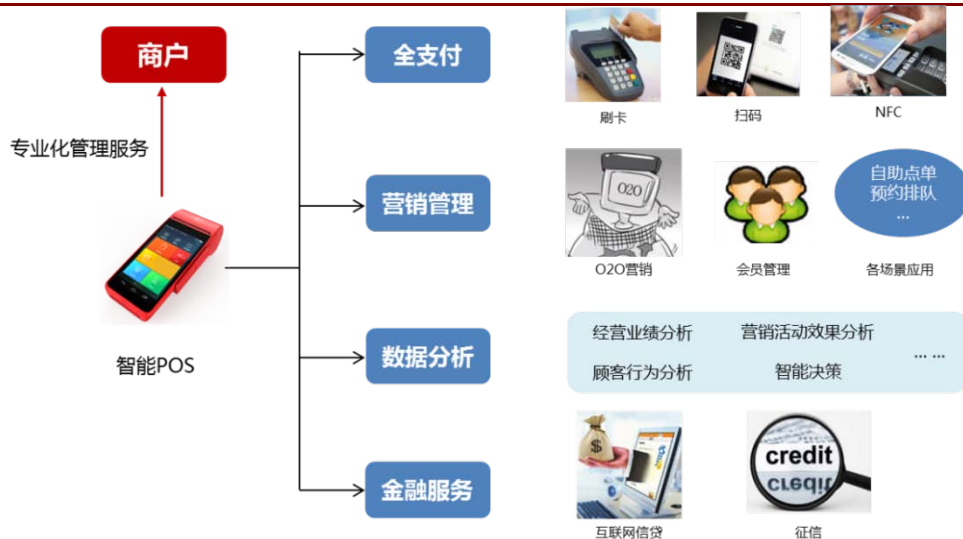 商户
专业化管理服务
智能POS
全支付
刷卡
扫码
NFC
营销管理
O2O
O2O营销
会员管理
自助点单
预约排队
...
各场景应用
数据分析
经营业绩分析
营销活动效果分析
顾客行为分析
智能决策
... ...
金融服务
$
互联网信贷
credit
credit
征信